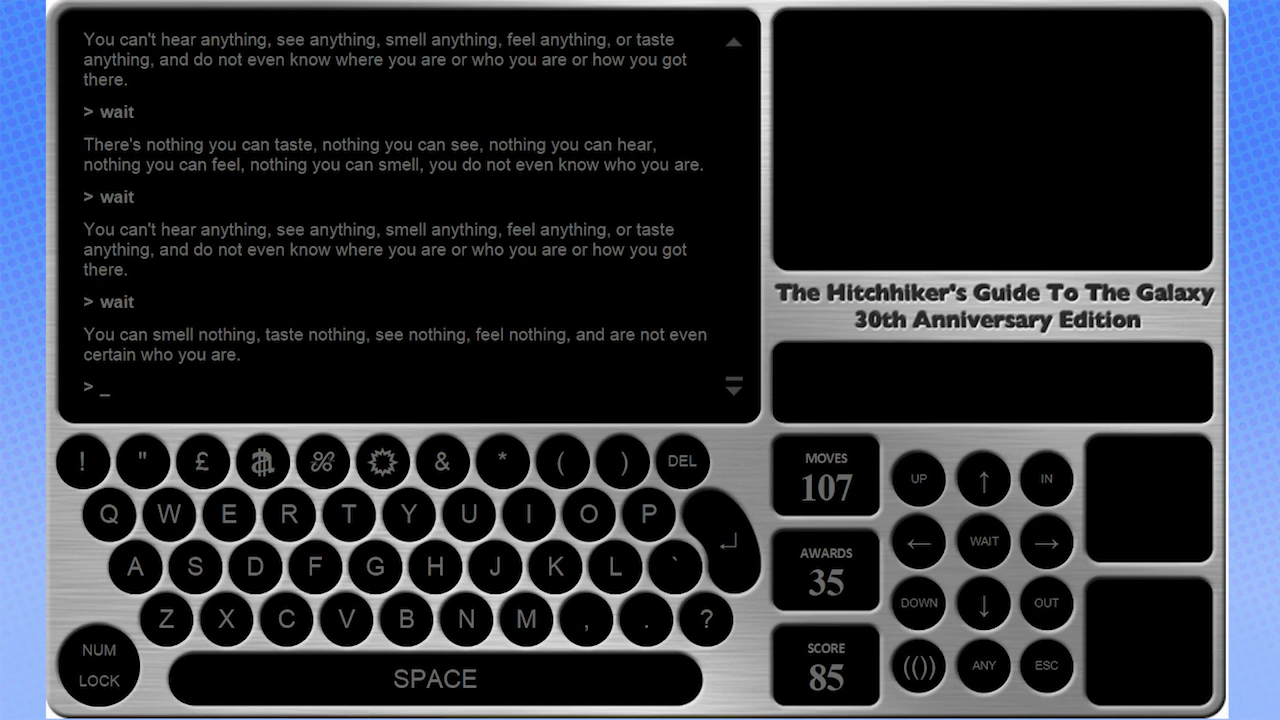 You can't hear anything, see anything, smell anything, feel anything, or taste
anything, and do not even know where you are or who you are or how you got
there.
> wait
There's nothing you can taste, nothing you can see, nothing you can hear,
nothing you can feel, nothing you can smell, you do not even know who you are.
> wait
You can't hear anything, see anything, smell anything, feel anything, or taste
anything, and do not even know where you are or who you are or how you got
there.
> wait
You can smell nothing, taste nothing, see nothing, feel nothing, and are not even
certain who you are.
> _
The Hitchhiker's Guide To The Galaxy
30th Anniversary Edition
! " £ & * ( ) DEL
Q W E R T Y U I O P
A S D F G H J K L `
Z X C V B N M , . ?
NUM
LOCK
SPACE
MOVES
107
AWARDS
35
SCORE
85
UP ↑ IN
← WAIT →
DOWN ↓ OUT
(()) ANY ESC